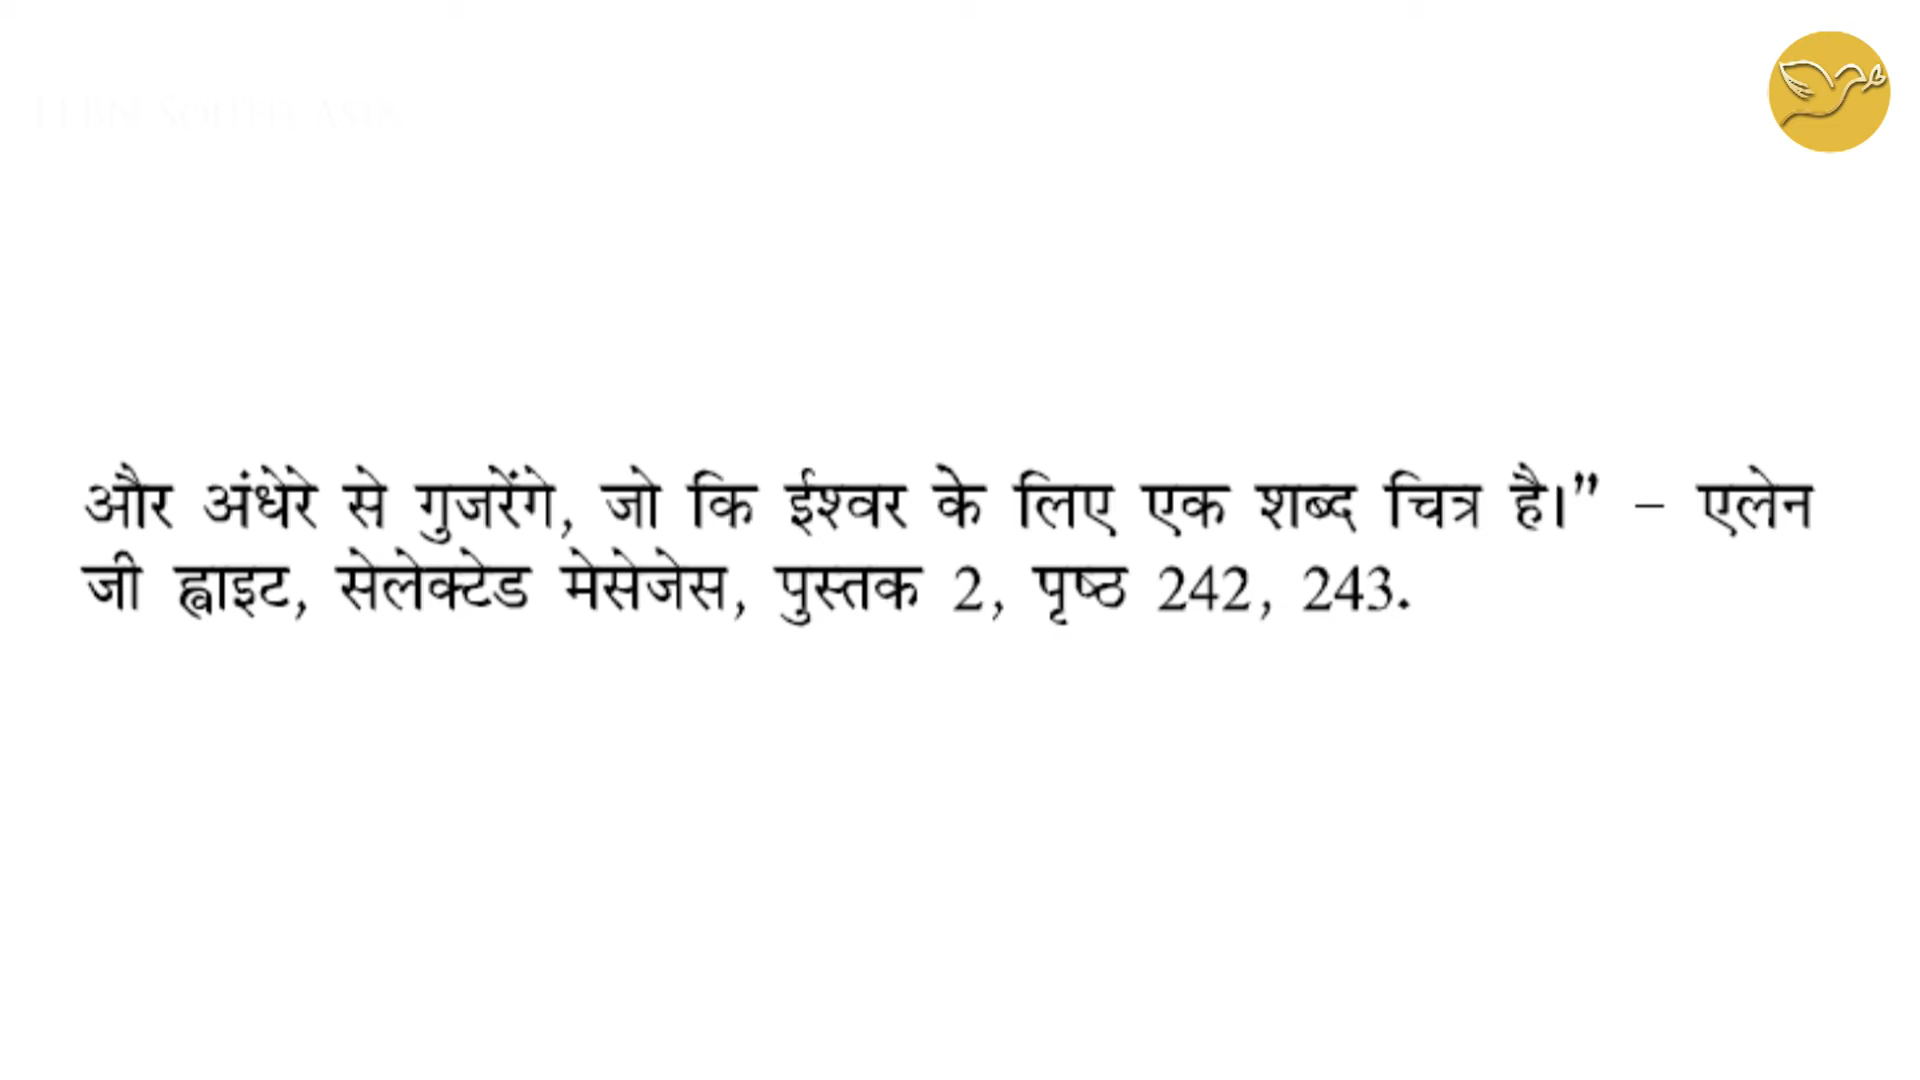 और अंधेरे से गुजरेंगे, जो कि ईश्वर के लिए एक शब्द चित्र है।” – एलेन
जी ह्वाइट, सेलेक्टेड मेसेजेस, पुस्तक 2, पृष्ठ 242, 243.